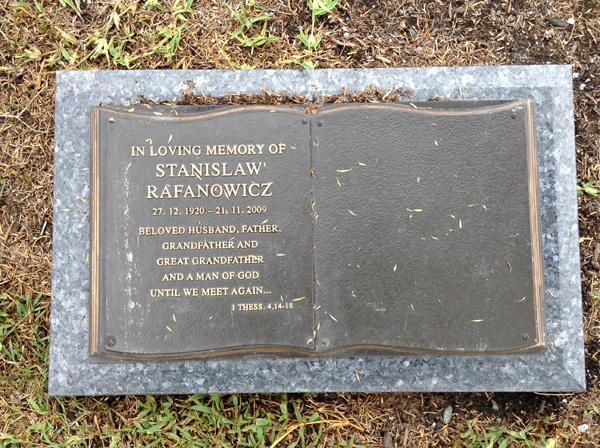 IN LOVING MEMORY OF
STANISLAW
RAFANOWICZ
27. 12. 1920 – 21. 11. 2009
BELOVED HUSBAND, FATHER,
GRANDFATHER AND
GREAT GRANDFATHER
AND A MAN OF GOD
UNTIL WE MEET AGAIN...
1 THESS. 4,14-18